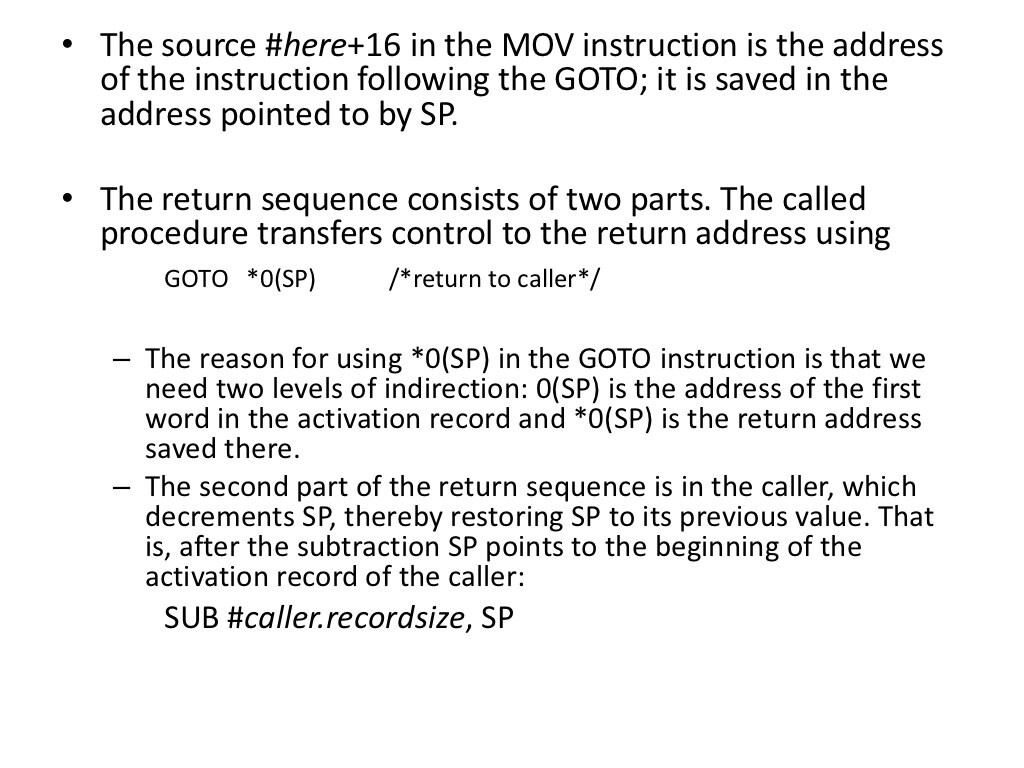 • The source #here+16 in the MOV instruction is the address
of the instruction following the GOTO; it is saved in the
address pointed to by SP.
• The return sequence consists of two parts. The called
procedure transfers control to the return address using
GOTO *0(SP) /*return to caller*/
– The reason for using *0(SP) in the GOTO instruction is that we
need two levels of indirection: 0(SP) is the address of the first
word in the activation record and *0(SP) is the return address
saved there.
– The second part of the return sequence is in the caller, which
decrements SP, thereby restoring SP to its previous value. That
is, after the subtraction SP points to the beginning of the
activation record of the caller:
SUB #caller.recordsize, SP